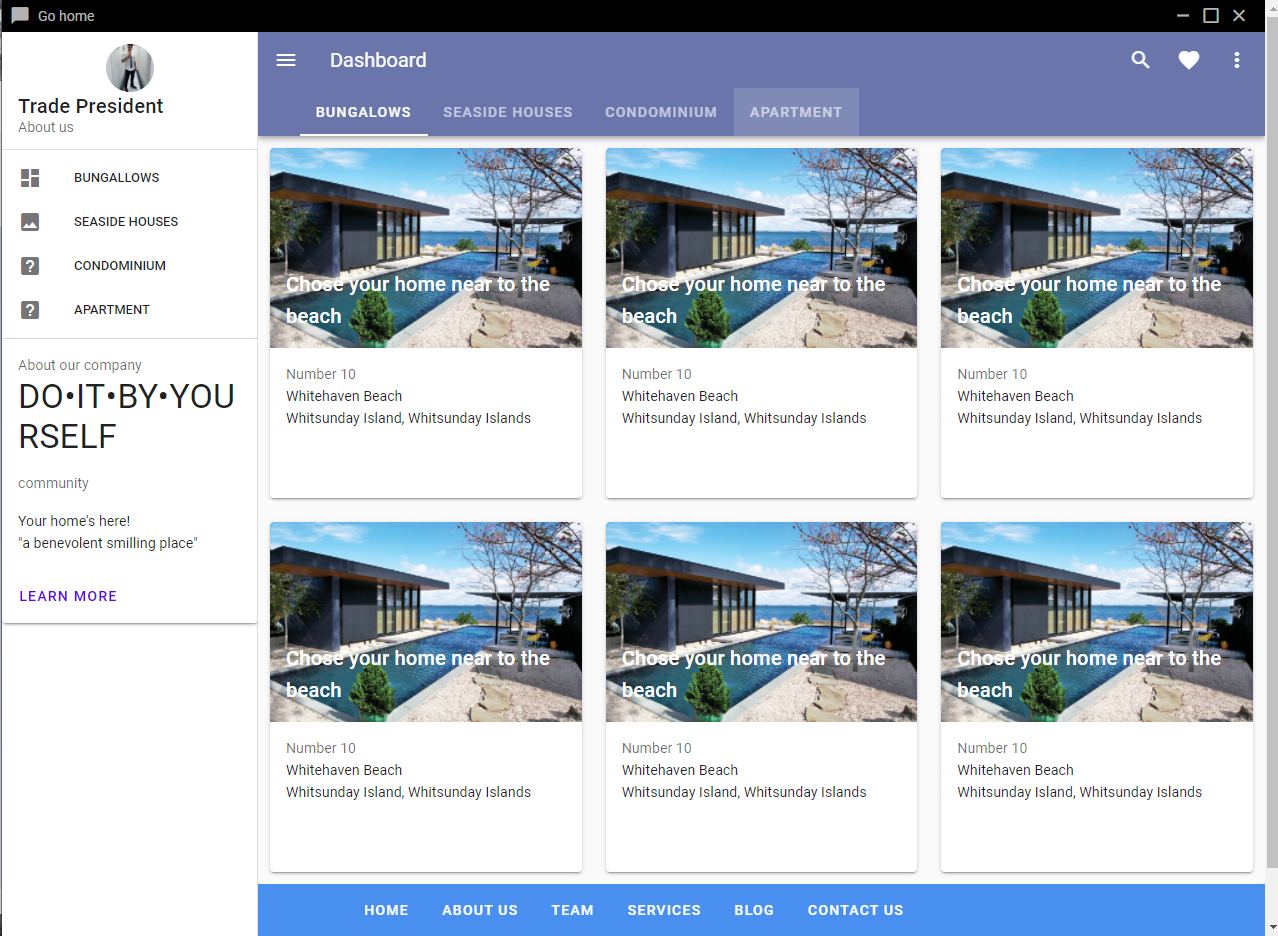 Go home
Trade President
About us
BUNGALLOWS
SEASIDE HOUSES
CONDOMINIUM
APARTMENT
About our company
DO•IT•BY•YOU
RSELF
community
Your home's here!
"a benevolent smilling place"
LEARN MORE
Dashboard
BUNGALOWS SEASIDE HOUSES CONDOMINIUM APARTMENT
Chose your home near to the
beach
Number 10
Whitehaven Beach
Whitsunday Island, Whitsunday Islands
Chose your home near to the
beach
Number 10
Whitehaven Beach
Whitsunday Island, Whitsunday Islands
Chose your home near to the
beach
Number 10
Whitehaven Beach
Whitsunday Island, Whitsunday Islands
Chose your home near to the
beach
Number 10
Whitehaven Beach
Whitsunday Island, Whitsunday Islands
Chose your home near to the
beach
Number 10
Whitehaven Beach
Whitsunday Island, Whitsunday Islands
Chose your home near to the
beach
Number 10
Whitehaven Beach
Whitsunday Island, Whitsunday Islands
HOME ABOUT US TEAM SERVICES BLOG CONTACT US